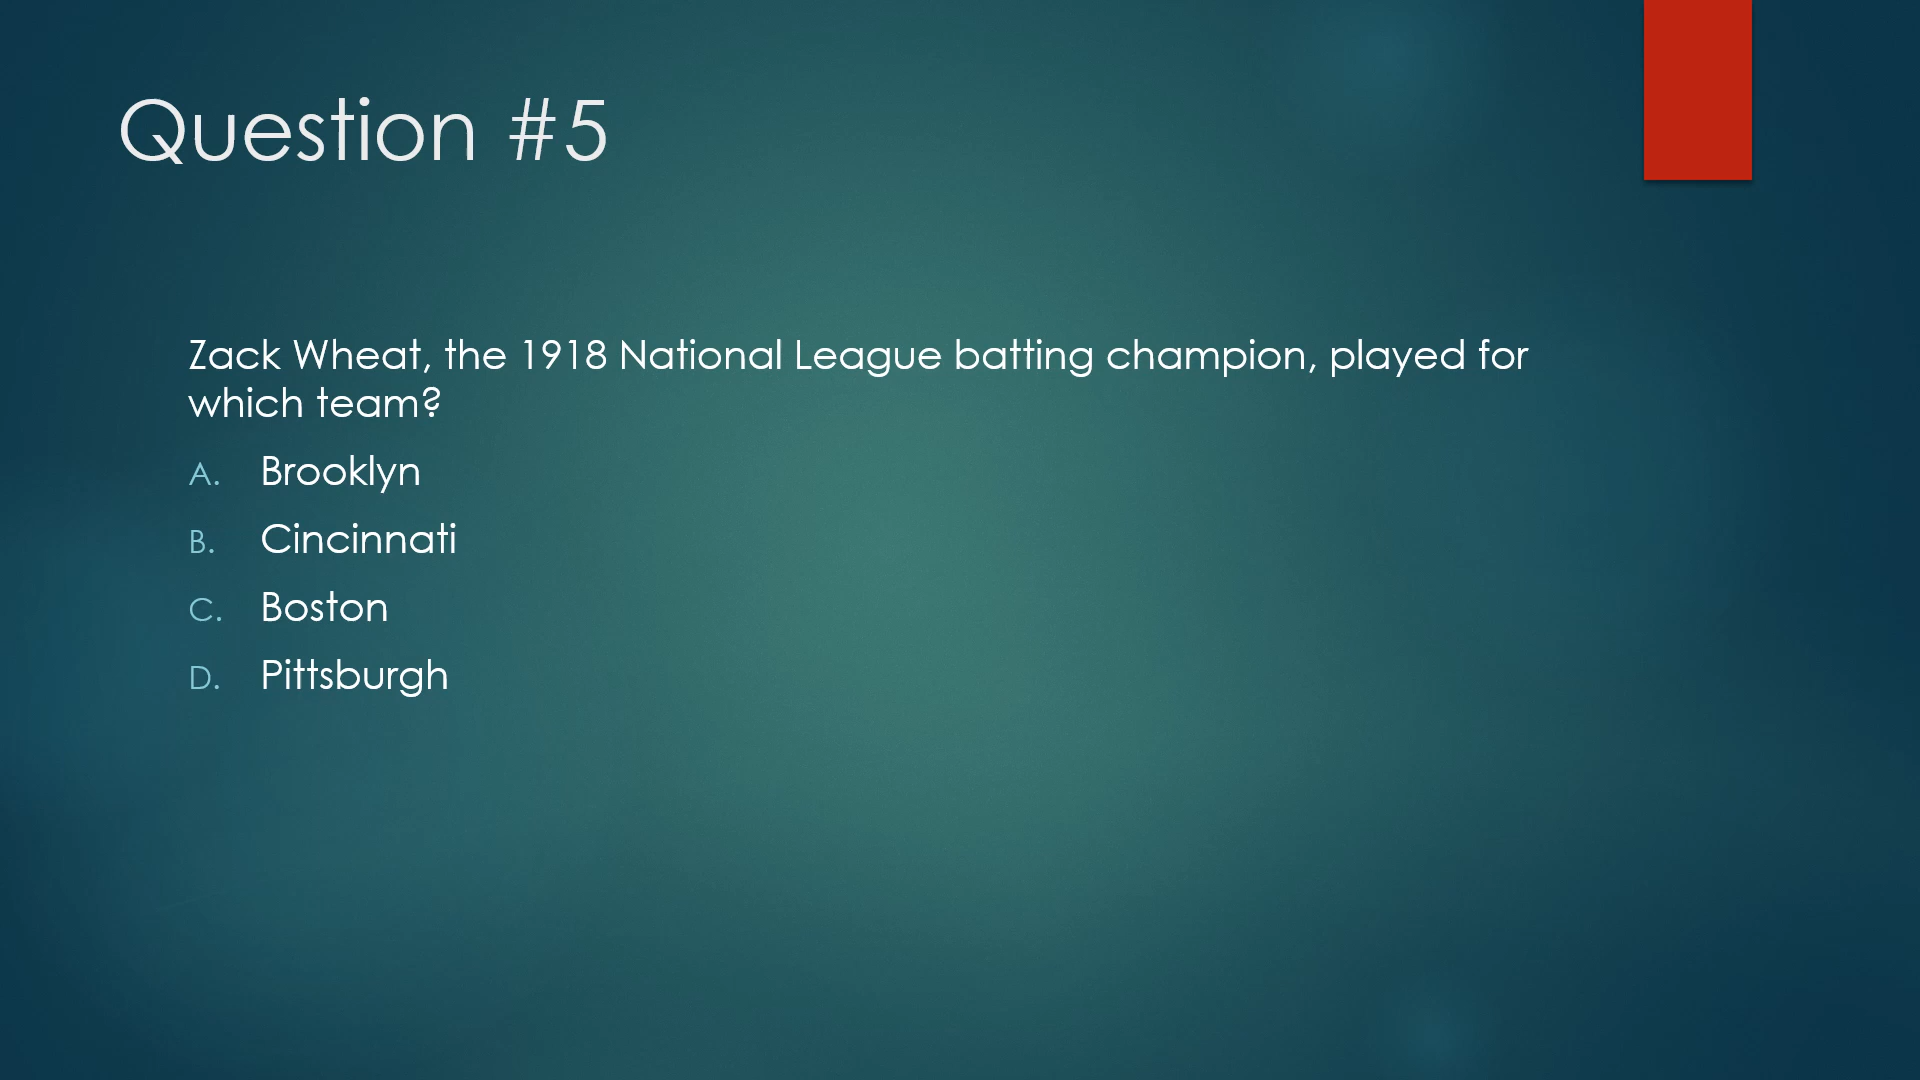 Question #5
Zack Wheat, the 1918 National League batting champion, played for
which team?
A. Brooklyn
B. Cincinnati
C. Boston
D. Pittsburgh